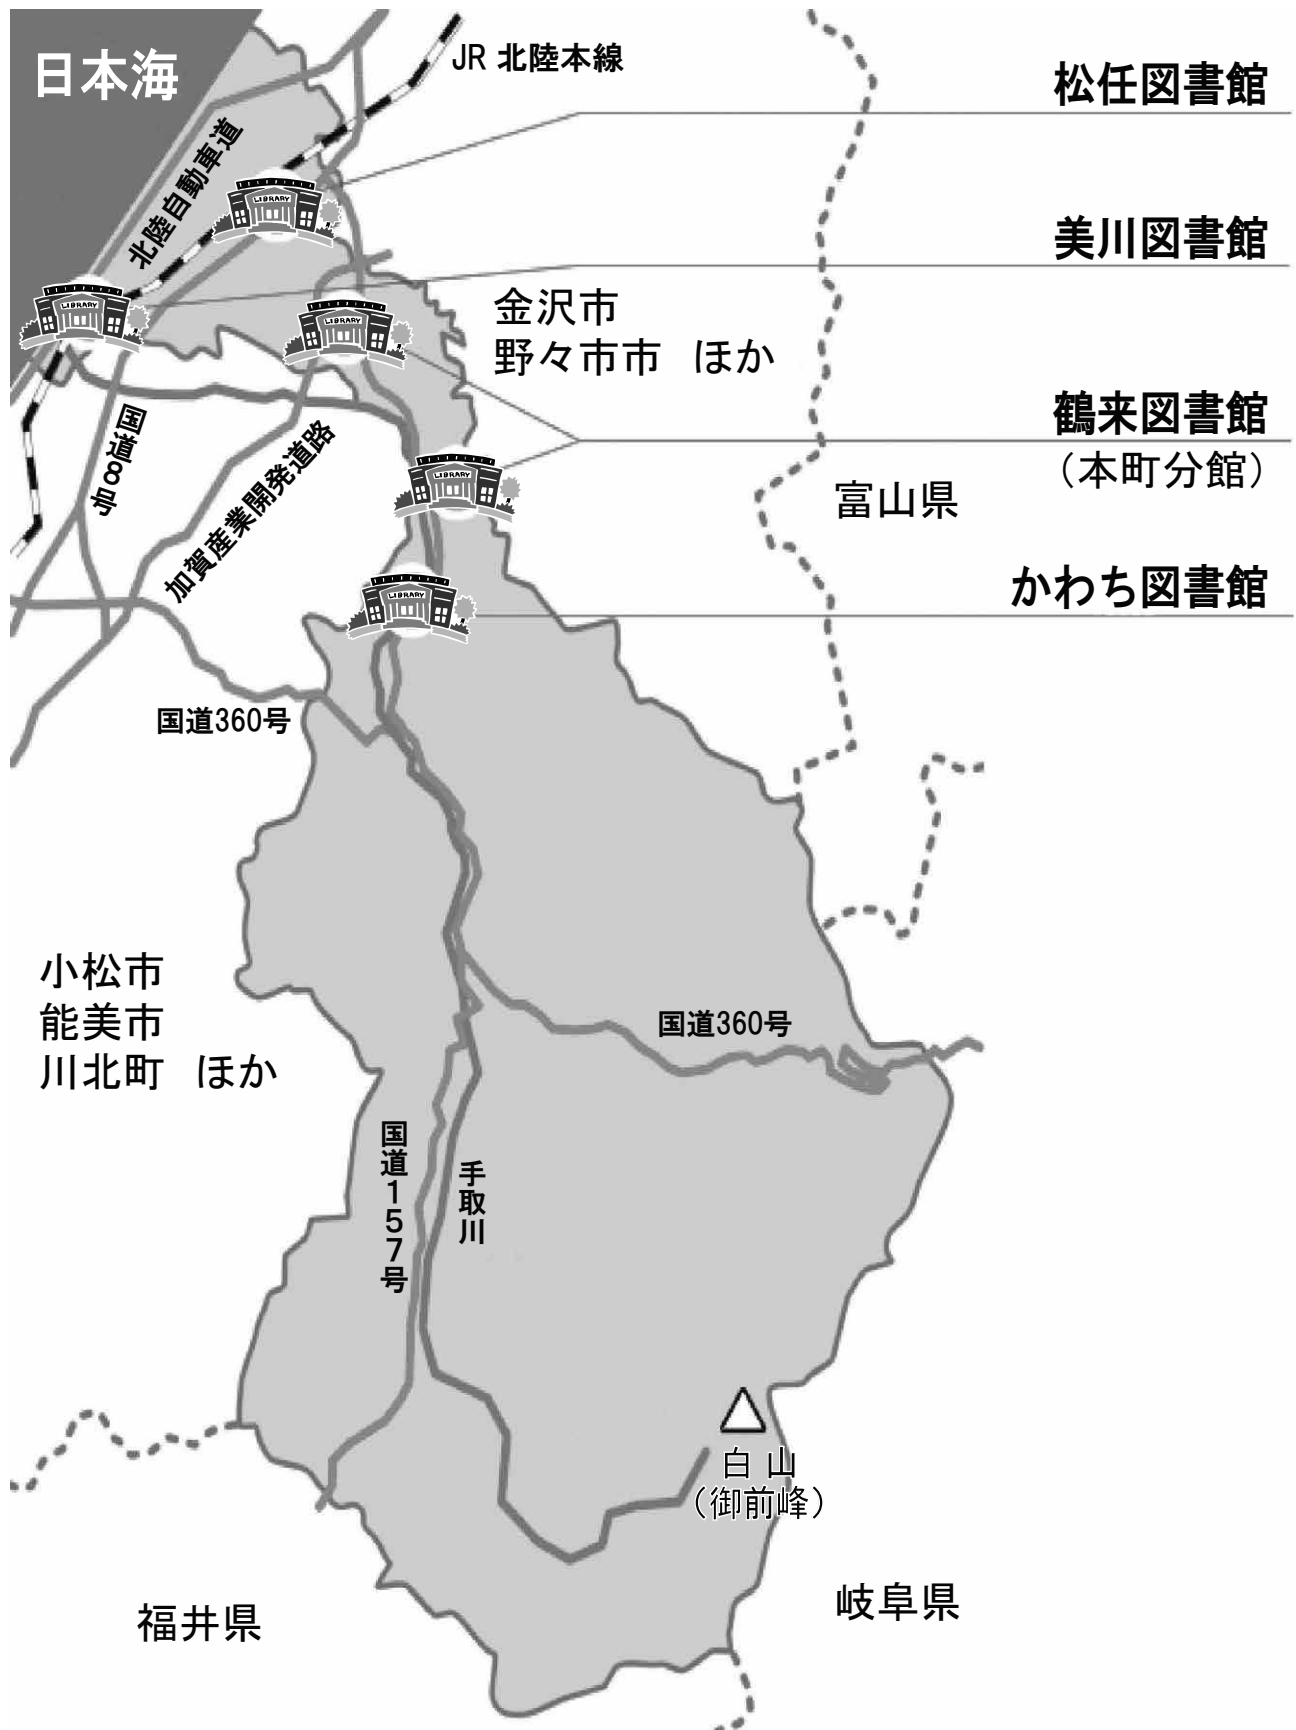 日本海
JR 北陸本線
松任図書館
北陸自動車道
LIBRARY
美川図書館
LIBRARY
LIBRARY
金沢市
野々市市　ほか
鶴来図書館
（本町分館）
国道8号
加賀産業開発道路
LIBRARY
富山県
かわち図書館
LIBRARY
国道360号
小松市
能美市
川北町　ほか
国道360号
国道157号
手取川
白山
（御前峰）
福井県
岐阜県